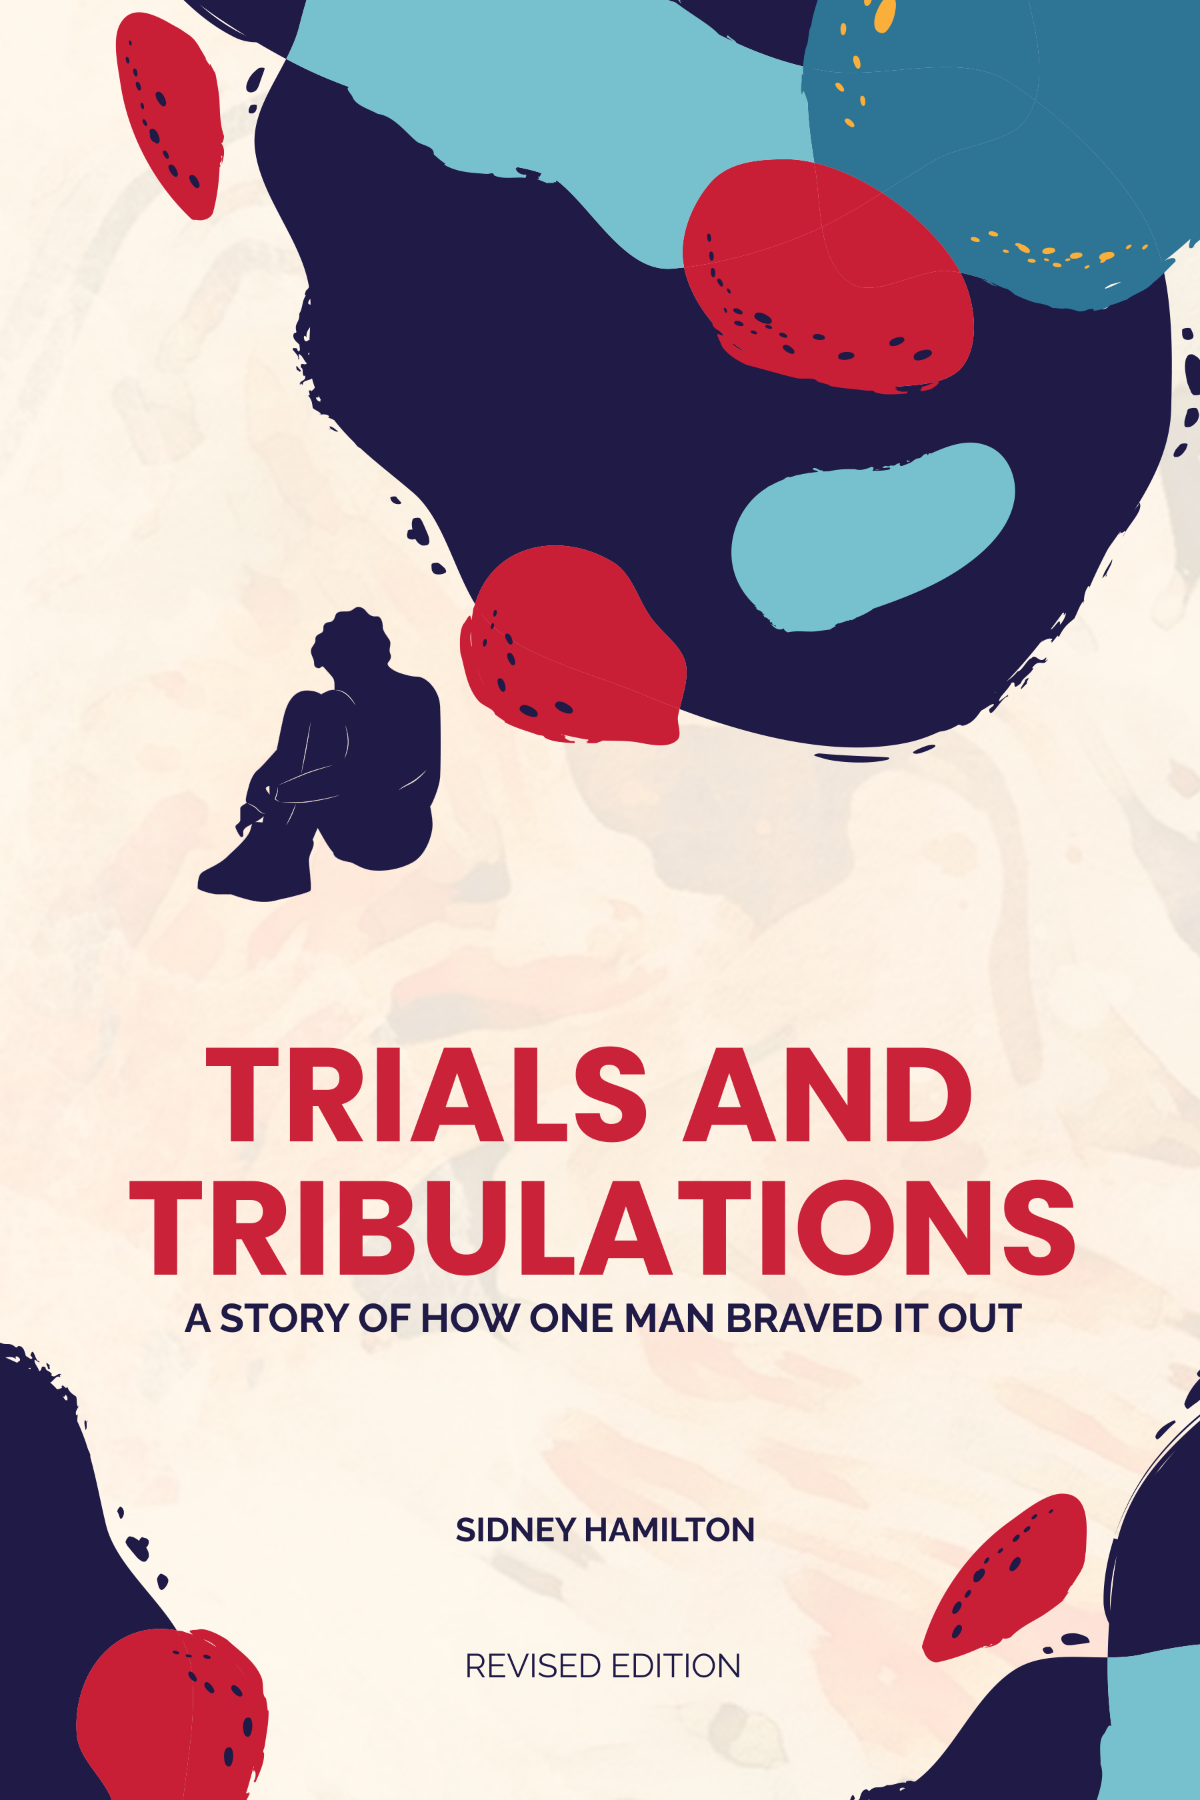 TRIALS AND
TRIBULATIONS
A STORY OF HOW ONE MAN BRAVED IT OUT
SIDNEY HAMILTON
REVISED EDITION